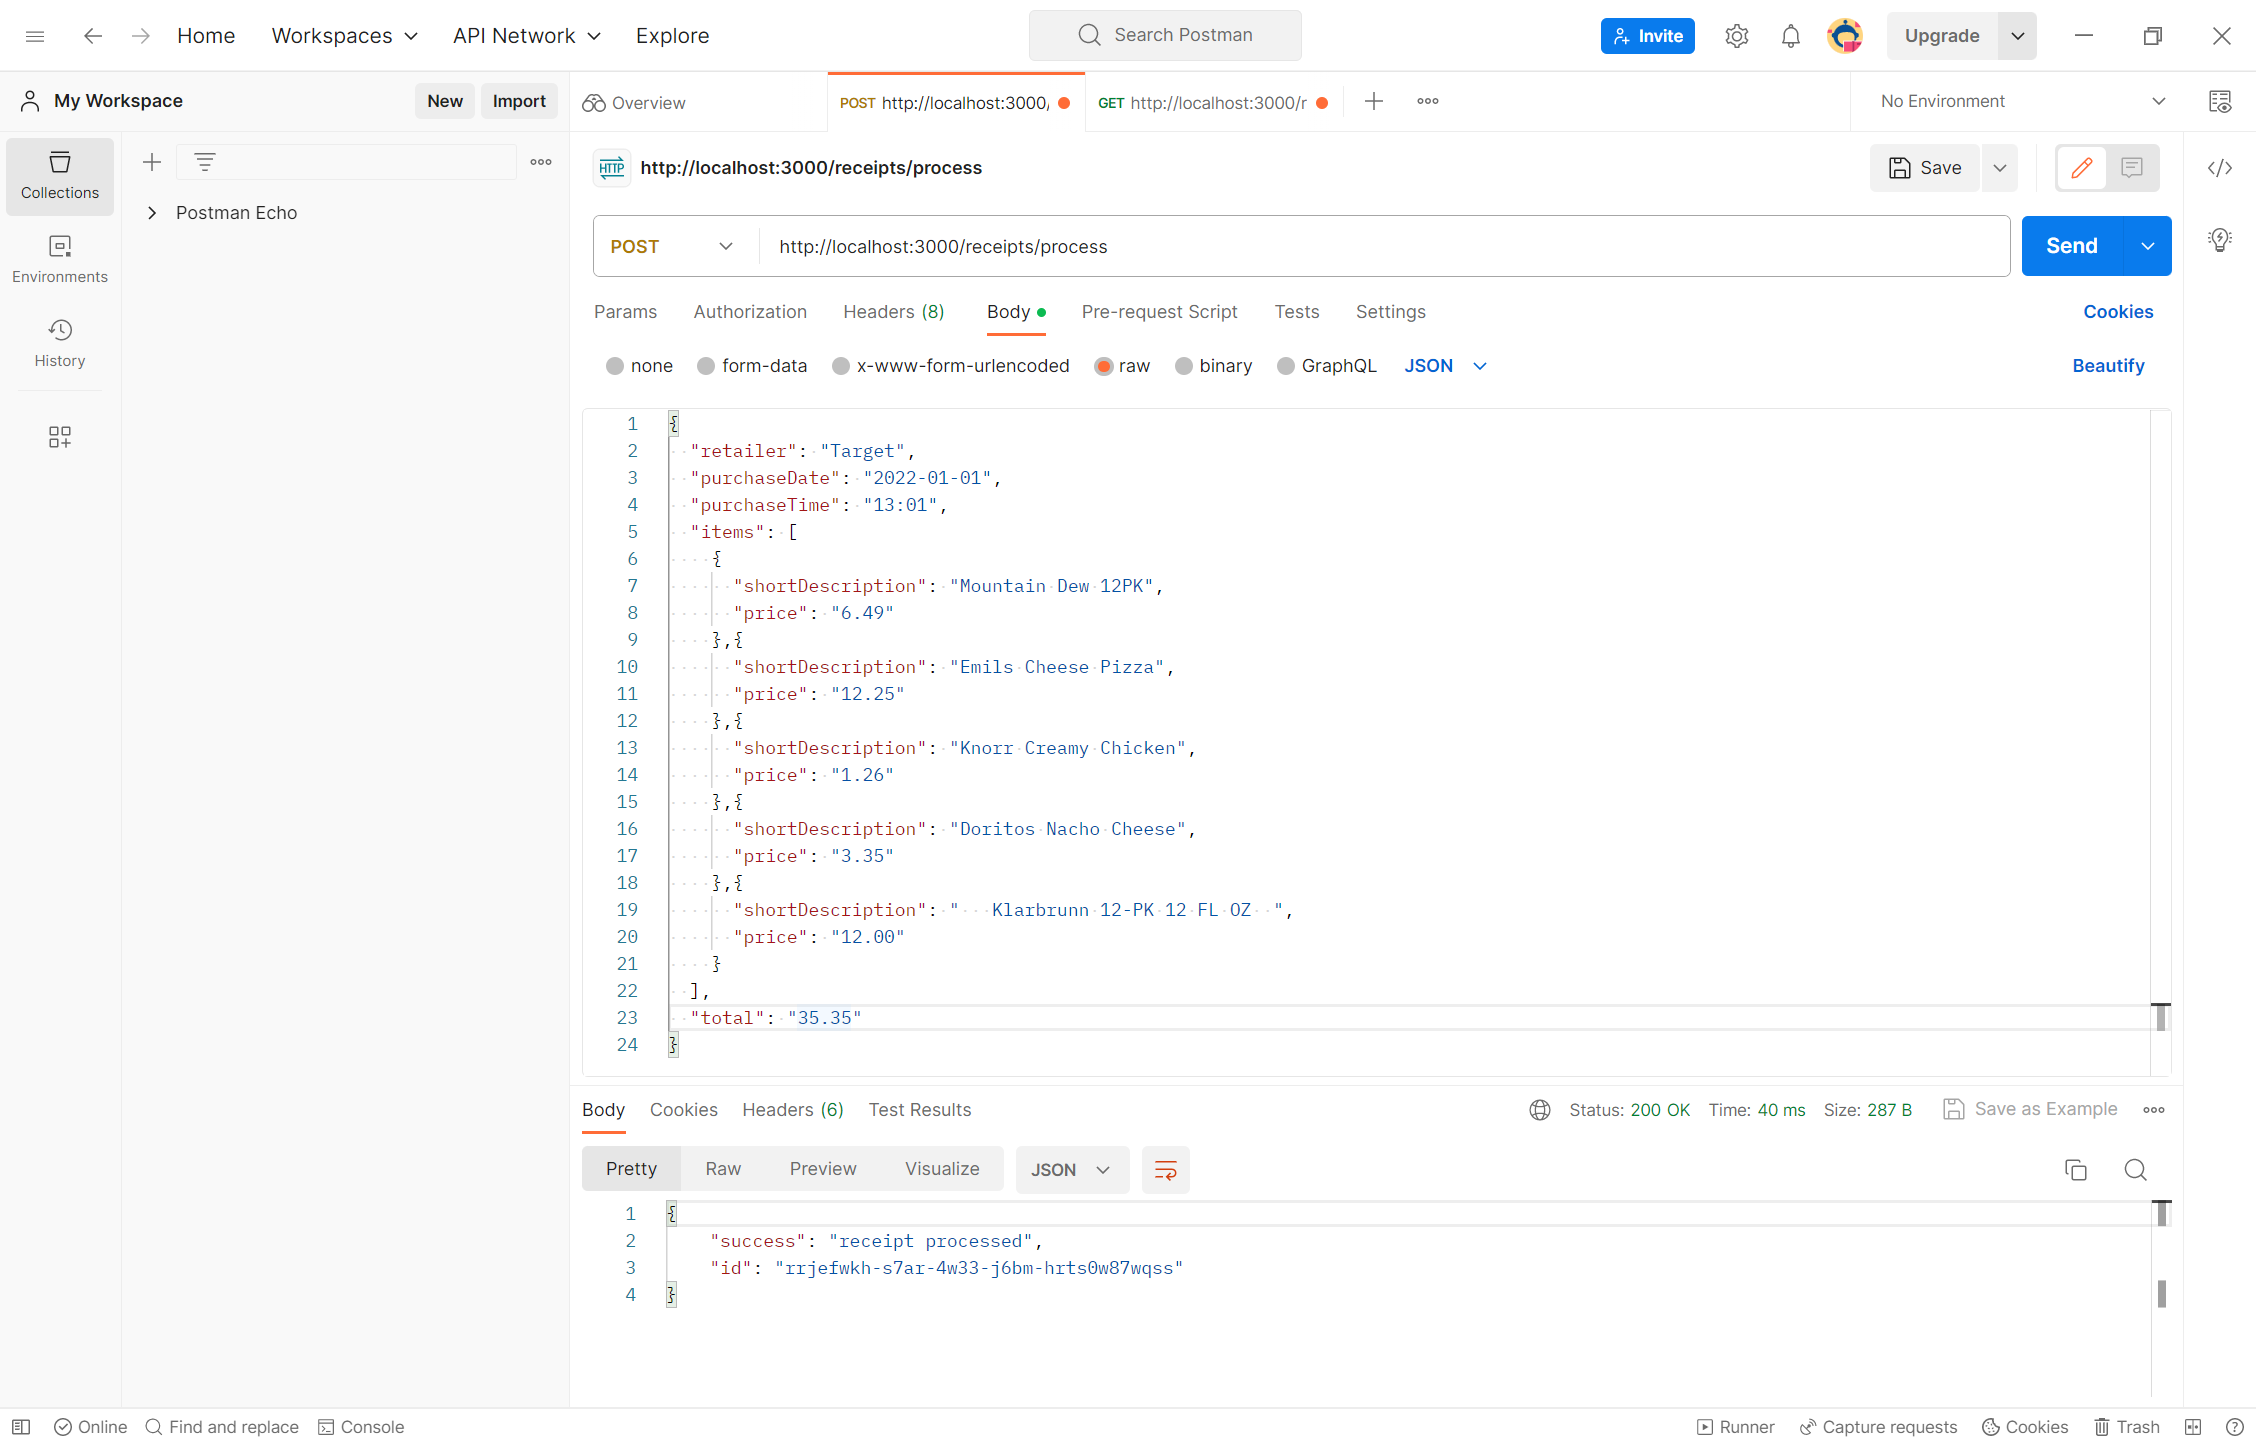 Home Workspaces API Network Explore Search Postman Invite Upgrade
My Workspace New Import Overview POST http://localhost:3000/ GET http://localhost:3000/r No Environment
Collections
Environments
History
Postman Echo
HTTP http://localhost:3000/receipts/process Save
POST http://localhost:3000/receipts/process Send
Params Authorization Headers (8) Body Pre-request Script Tests Settings Cookies
none form-data x-www-form-urlencoded raw binary GraphQL JSON Beautify
1 {
2 "retailer": "Target",
3 "purchaseDate": "2022-01-01",
4 "purchaseTime": "13:01",
5 "items": [
6 {
7 "shortDescription": "Mountain Dew 12PK",
8 "price": "6.49"
9 },{
10 "shortDescription": "Emils Cheese Pizza",
11 "price": "12.25"
12 },{
13 "shortDescription": "Knorr Creamy Chicken",
14 "price": "1.26"
15 },{
16 "shortDescription": "Doritos Nacho Cheese",
17 "price": "3.35"
18 },{
19 "shortDescription": "   Klarbrunn 12-PK 12 FL OZ  ",
20 "price": "12.00"
21 }
22 ],
23 "total": "35.35"
24 }
Body Cookies Headers (6) Test Results Status: 200 OK Time: 40 ms Size: 287 B Save as Example
Pretty Raw Preview Visualize JSON
1 {
2 "success": "receipt processed",
3 "id": "rrjefwkh-s7ar-4w33-j6bm-hrts0w87wqss"
4 }
Online Find and replace Console Runner Capture requests Cookies Trash